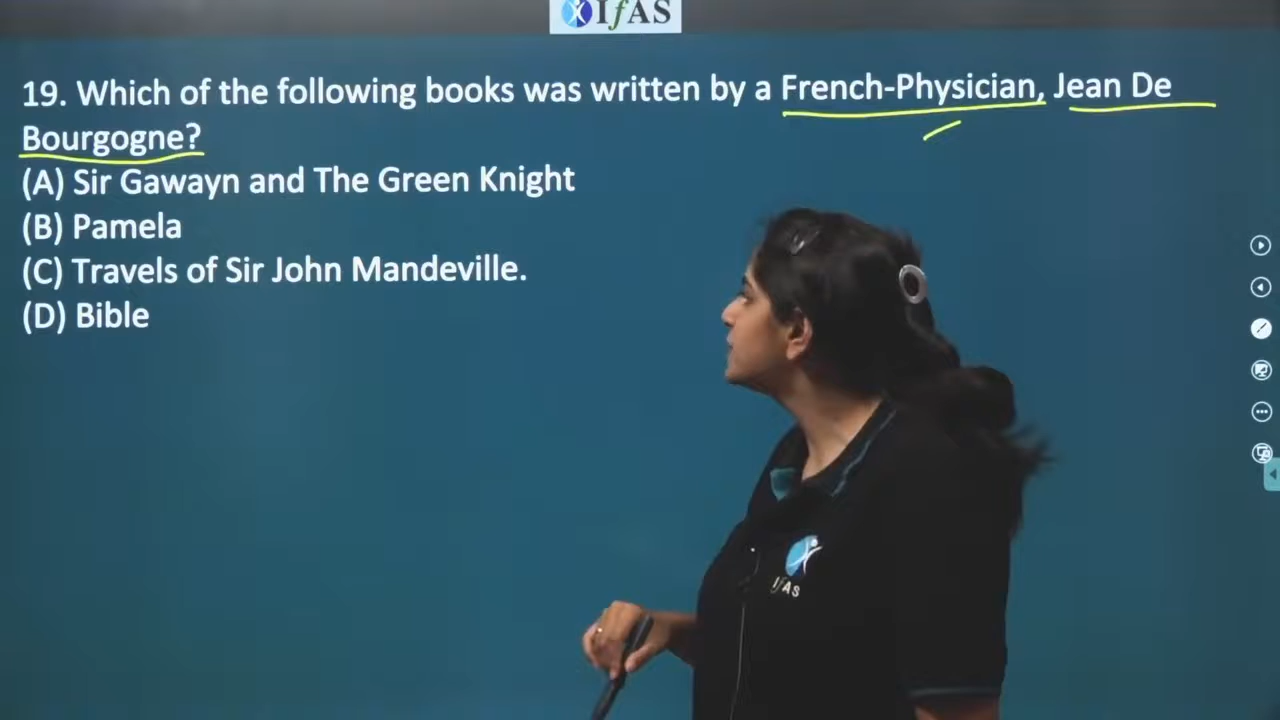 IfAS
19. Which of the following books was written by a French-Physician, Jean De
Bourgogne?
(A) Sir Gawayn and The Green Knight
(B) Pamela
(C) Travels of Sir John Mandeville.
(D) Bible
IfAS